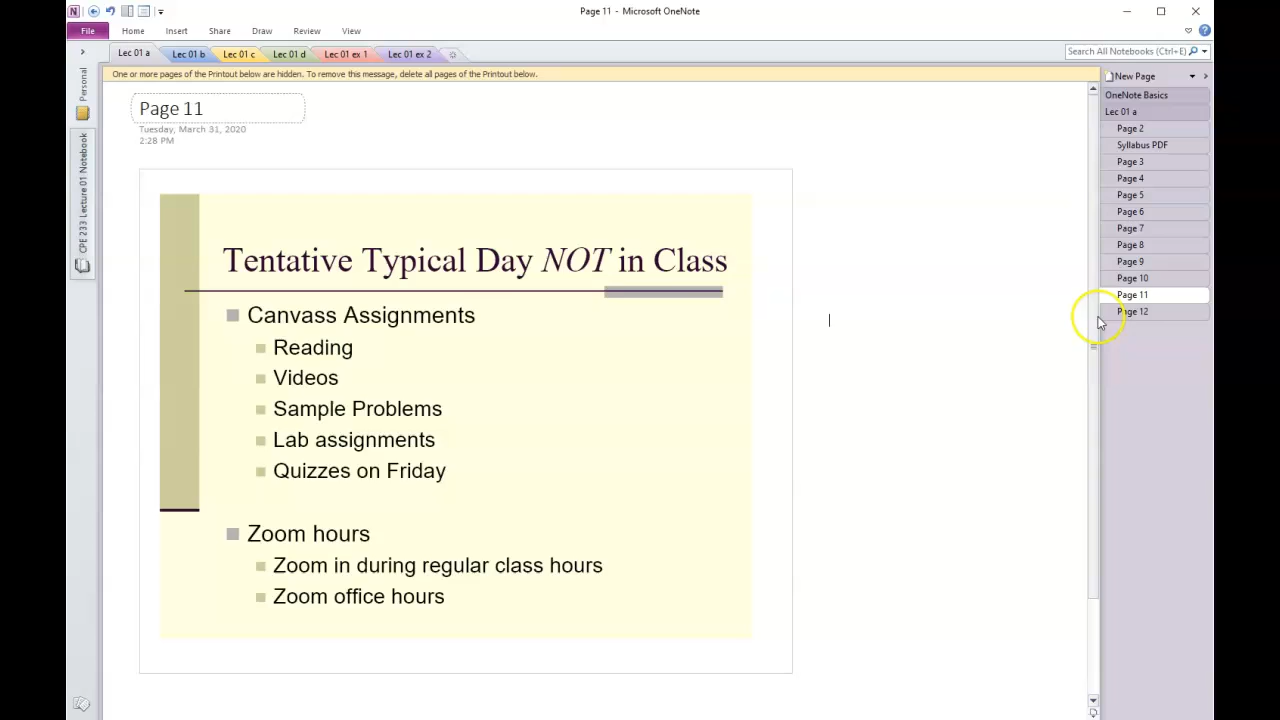 Page 11 - Microsoft OneNote
File Home Insert Share Draw Review View
Lec 01 a Lec 01 b Lec 01 c Lec 01 d Lec 01 ex 1 Lec 01 ex 2
Search All Notebooks (Ctrl+E)
One or more pages of the Printout below are hidden. To remove this message, delete all pages of the Printout below.
Personal
CPE 233 Lecture 01 Notebook
Page 11
Tuesday, March 31, 2020
2:28 PM
Tentative Typical Day NOT in Class
Canvass Assignments
Reading
Videos
Sample Problems
Lab assignments
Quizzes on Friday
Zoom hours
Zoom in during regular class hours
Zoom office hours
New Page
OneNote Basics
Lec 01 a
Page 2
Syllabus PDF
Page 3
Page 4
Page 5
Page 6
Page 7
Page 8
Page 9
Page 10
Page 11
Page 12